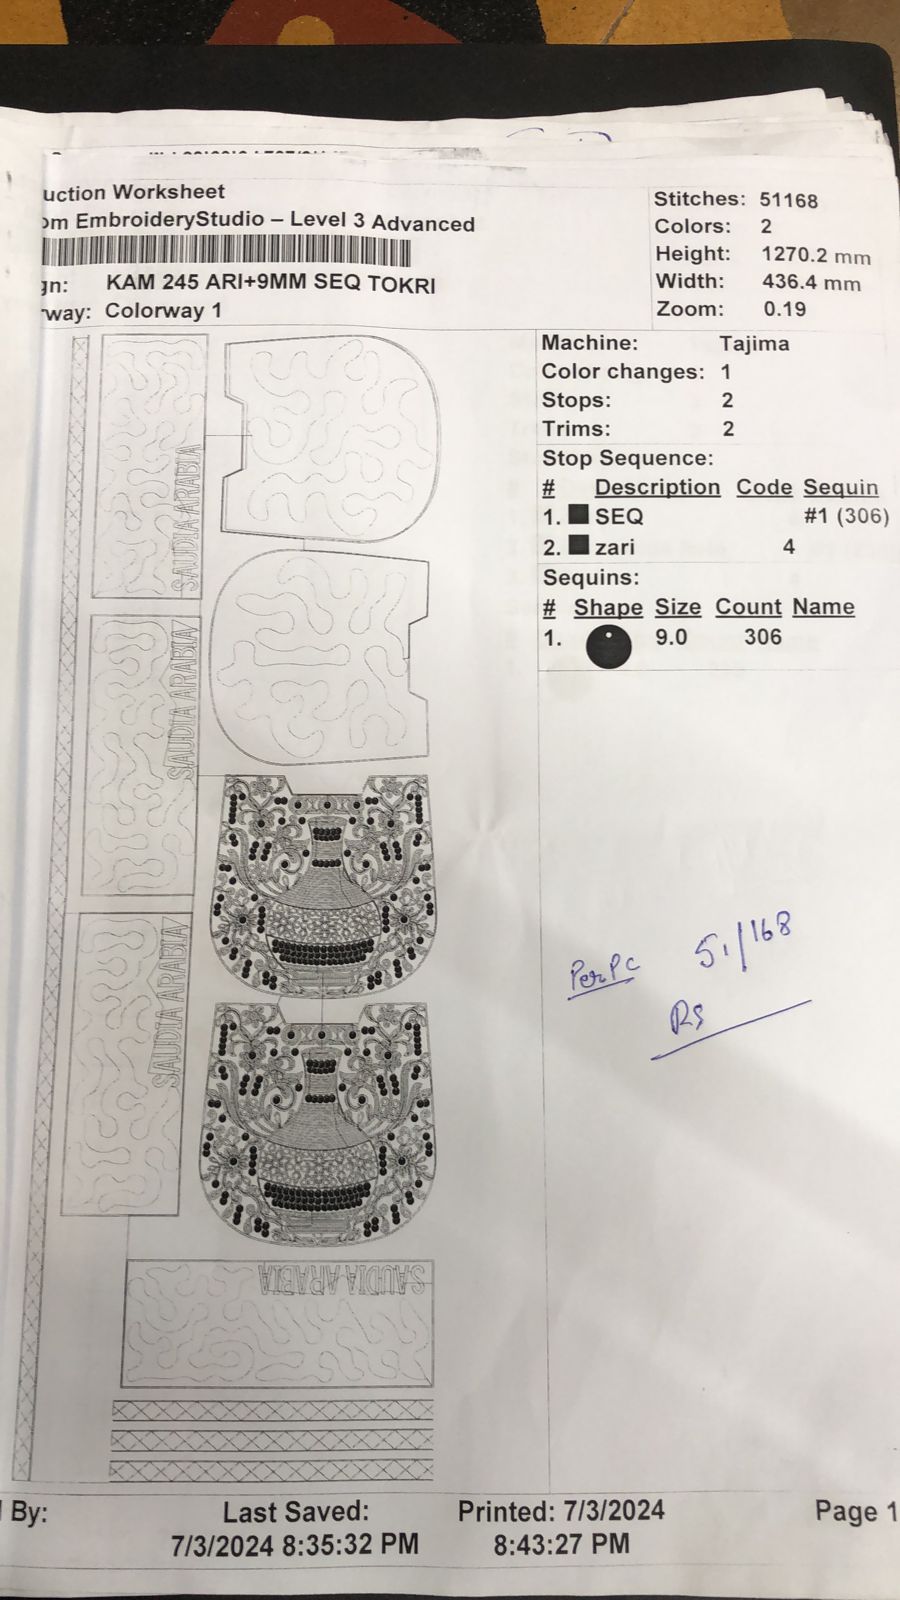 uction Worksheet
om EmbroideryStudio – Level 3 Advanced
gn: KAM 245 ARI+9MM SEQ TOKRI
way: Colorway 1
Stitches: 51168
Colors: 2
Height: 1270.2 mm
Width: 436.4 mm
Zoom: 0.19
Machine: Tajima
Color changes: 1
Stops: 2
Trims: 2
Stop Sequence:
# Description Code Sequin
1. SEQ #1 (306)
2. zari 4
Sequins:
# Shape Size Count Name
1. 9.0 306
SAUDIA ARABIA
SAUDIA ARABIA
SAUDIA ARABIA
SAUDIA ARABIA
Per Pc 51/168
RS
By:
Last Saved:
7/3/2024 8:35:32 PM
Printed: 7/3/2024
8:43:27 PM
Page 1